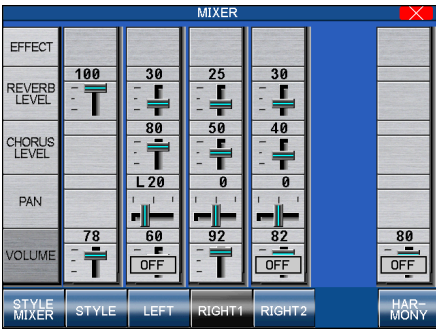 MIXER
EFFECT
REVERB 100 30 25 30
LEVEL
CHORUS 80 50 40
LEVEL
PAN L20 0 0
VOLUME 78 60 92 82 80
OFF OFF OFF
STYLE MIXER STYLE LEFT RIGHT1 RIGHT2 HAR-MONY